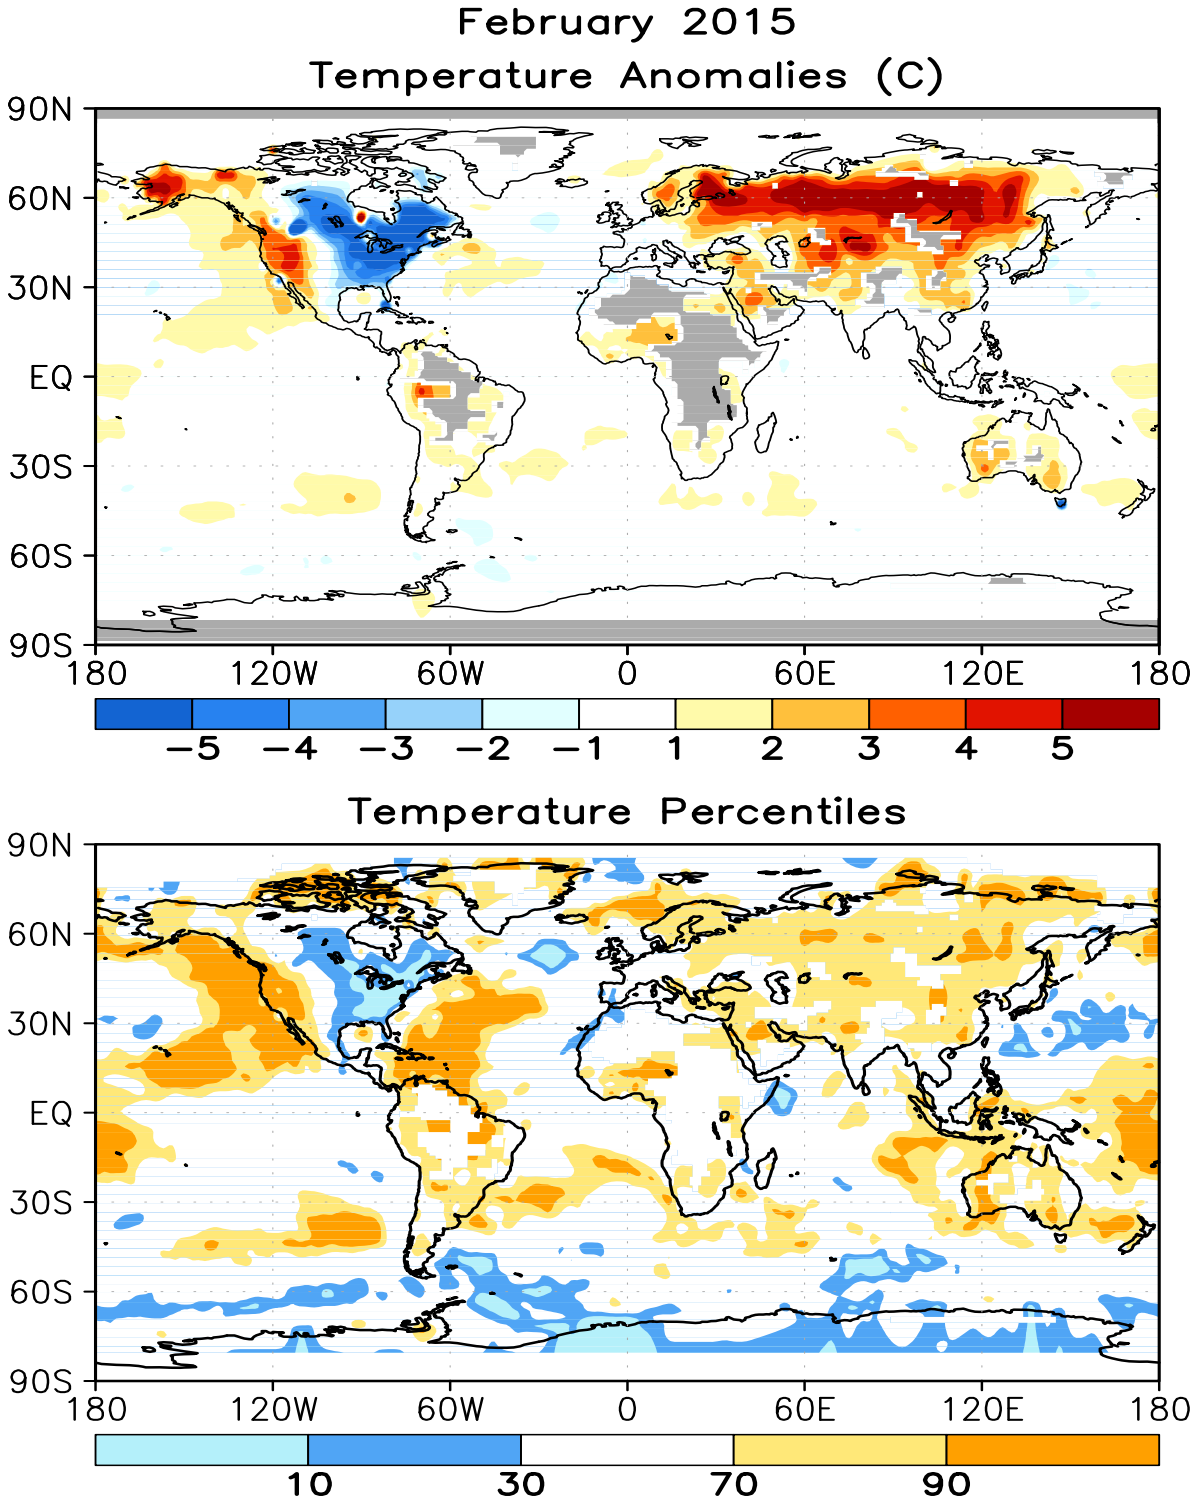 February 2015
Temperature Anomalies (C)
90N
60N
30N
EQ
30S
60S
90S
180 120W 60W 0 60E 120E 180
−5 −4 −3 −2 −1 1 2 3 4 5
Temperature Percentiles
90N
60N
30N
EQ
30S
60S
90S
180 120W 60W 0 60E 120E 180
10 30 70 90